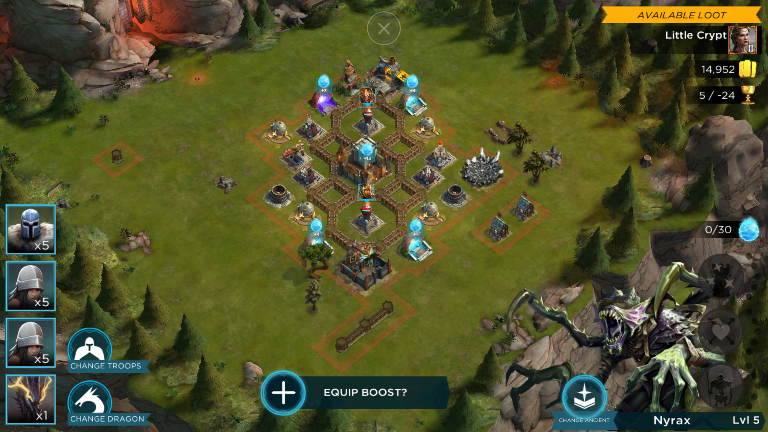 AVAILABLE LOOT
Little Crypt
14,952
5 / -24
0/30
x5
x5
x5
x1
CHANGE TROOPS
CHANGE DRAGON
EQUIP BOOST?
CHANGE ANCIENT
Nyrax
Lvl 5